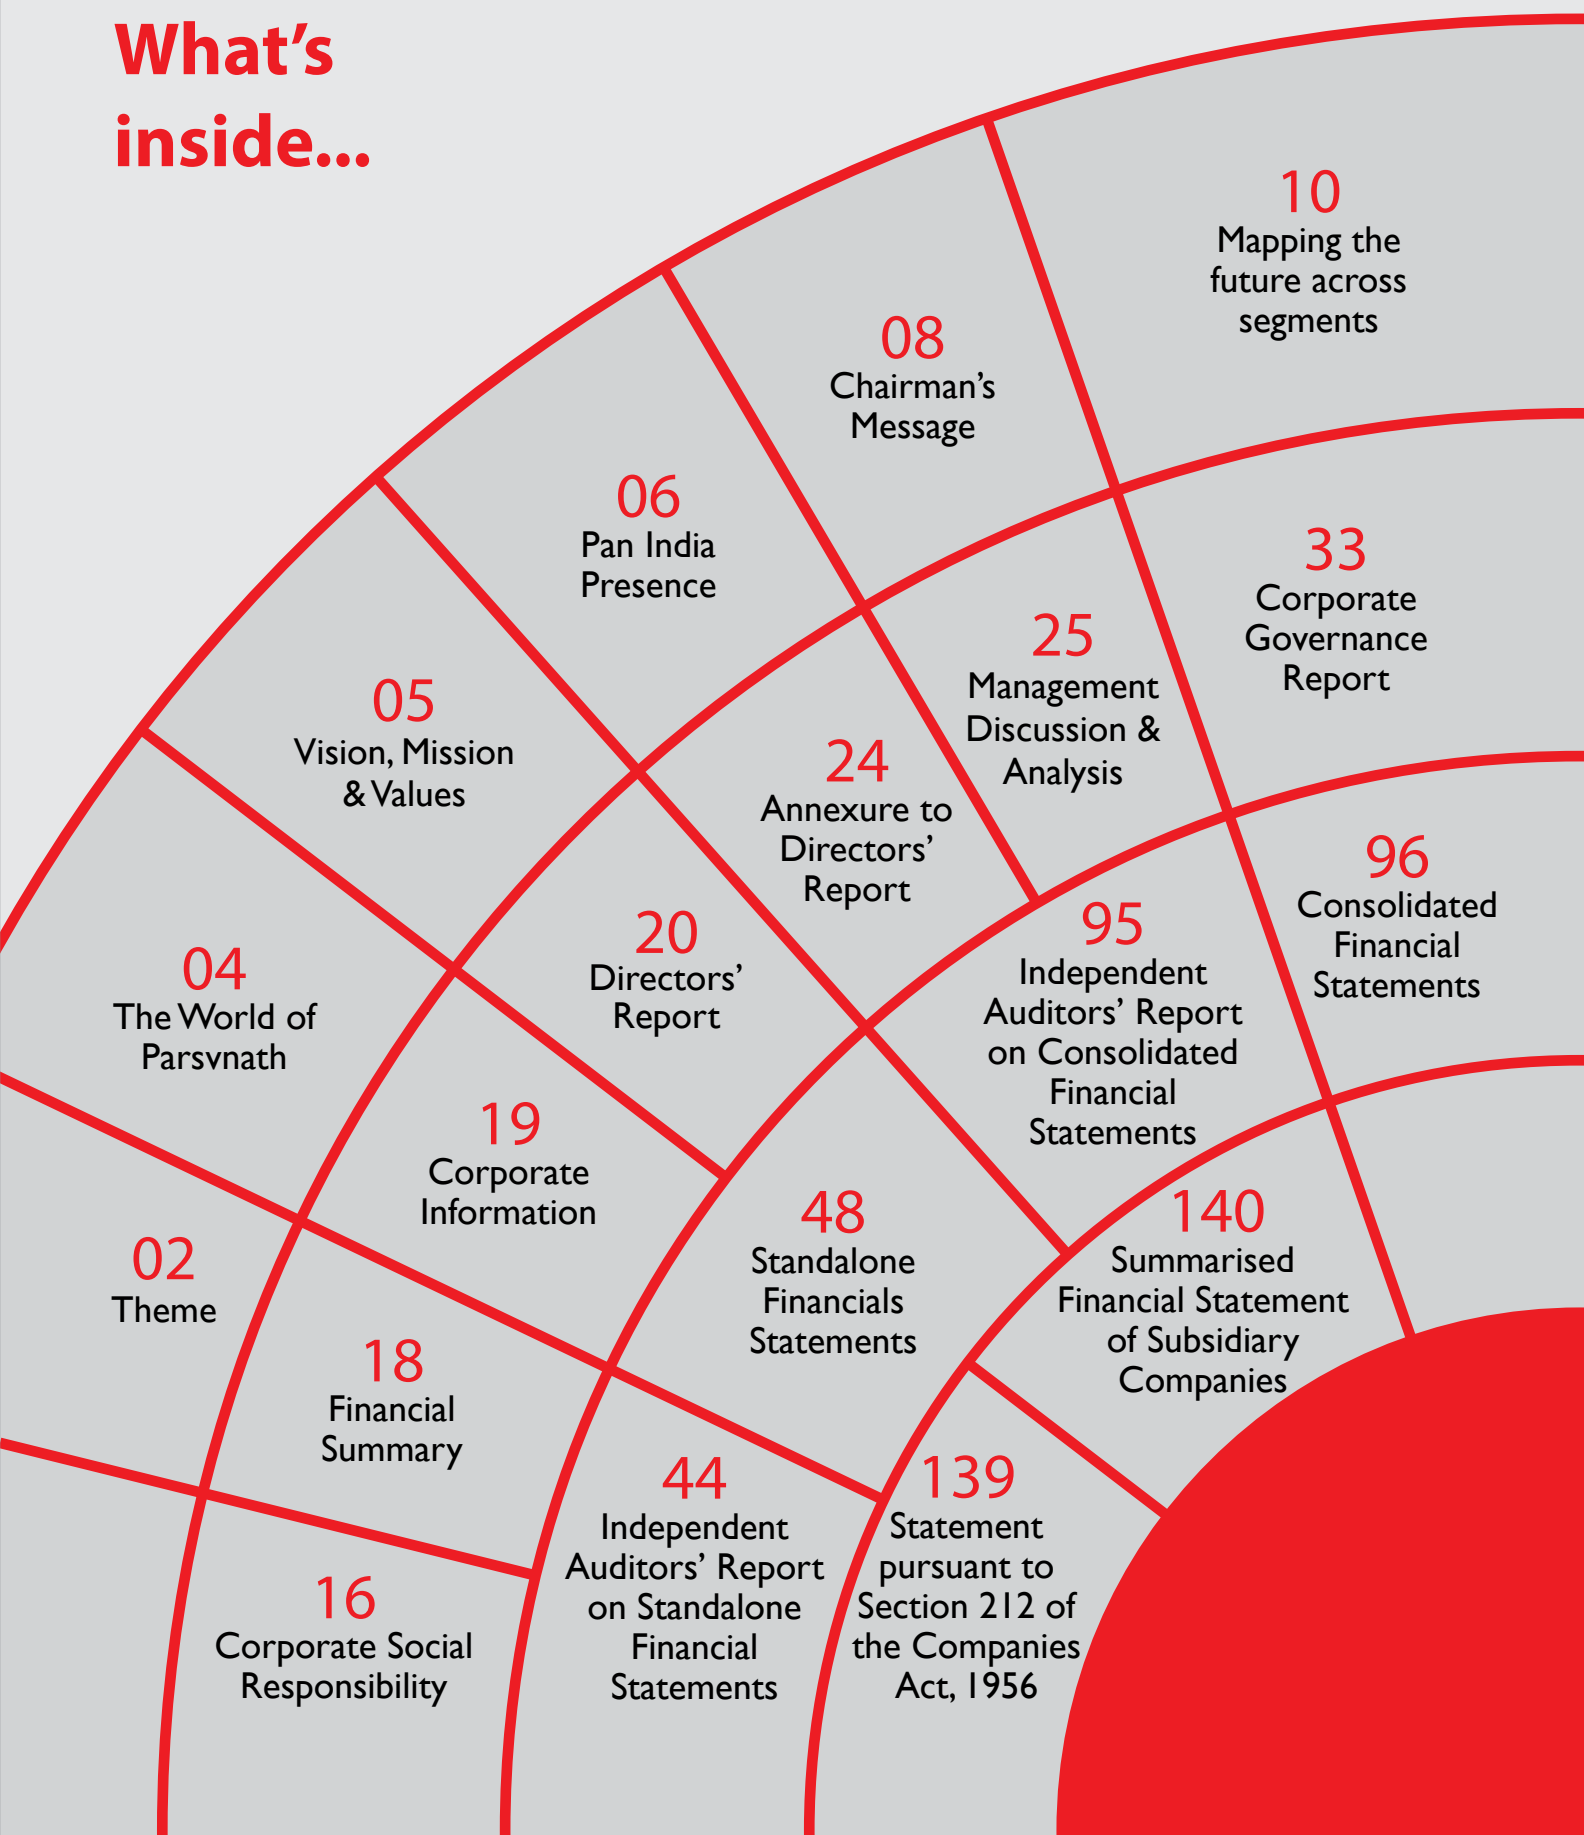 What's
inside...
02
Theme
04
The World of
Parsvnath
05
Vision, Mission
& Values
06
Pan India
Presence
08
Chairman's
Message
10
Mapping the
future across
segments
16
Corporate Social
Responsibility
18
Financial
Summary
19
Corporate
Information
20
Directors'
Report
24
Annexure to
Directors'
Report
25
Management
Discussion &
Analysis
33
Corporate
Governance
Report
44
Independent
Auditors' Report
on Standalone
Financial
Statements
48
Standalone
Financials
Statements
95
Independent
Auditors' Report
on Consolidated
Financial
Statements
96
Consolidated
Financial
Statements
139
Statement
pursuant to
Section 212 of
the Companies
Act, 1956
140
Summarised
Financial Statement
of Subsidiary
Companies